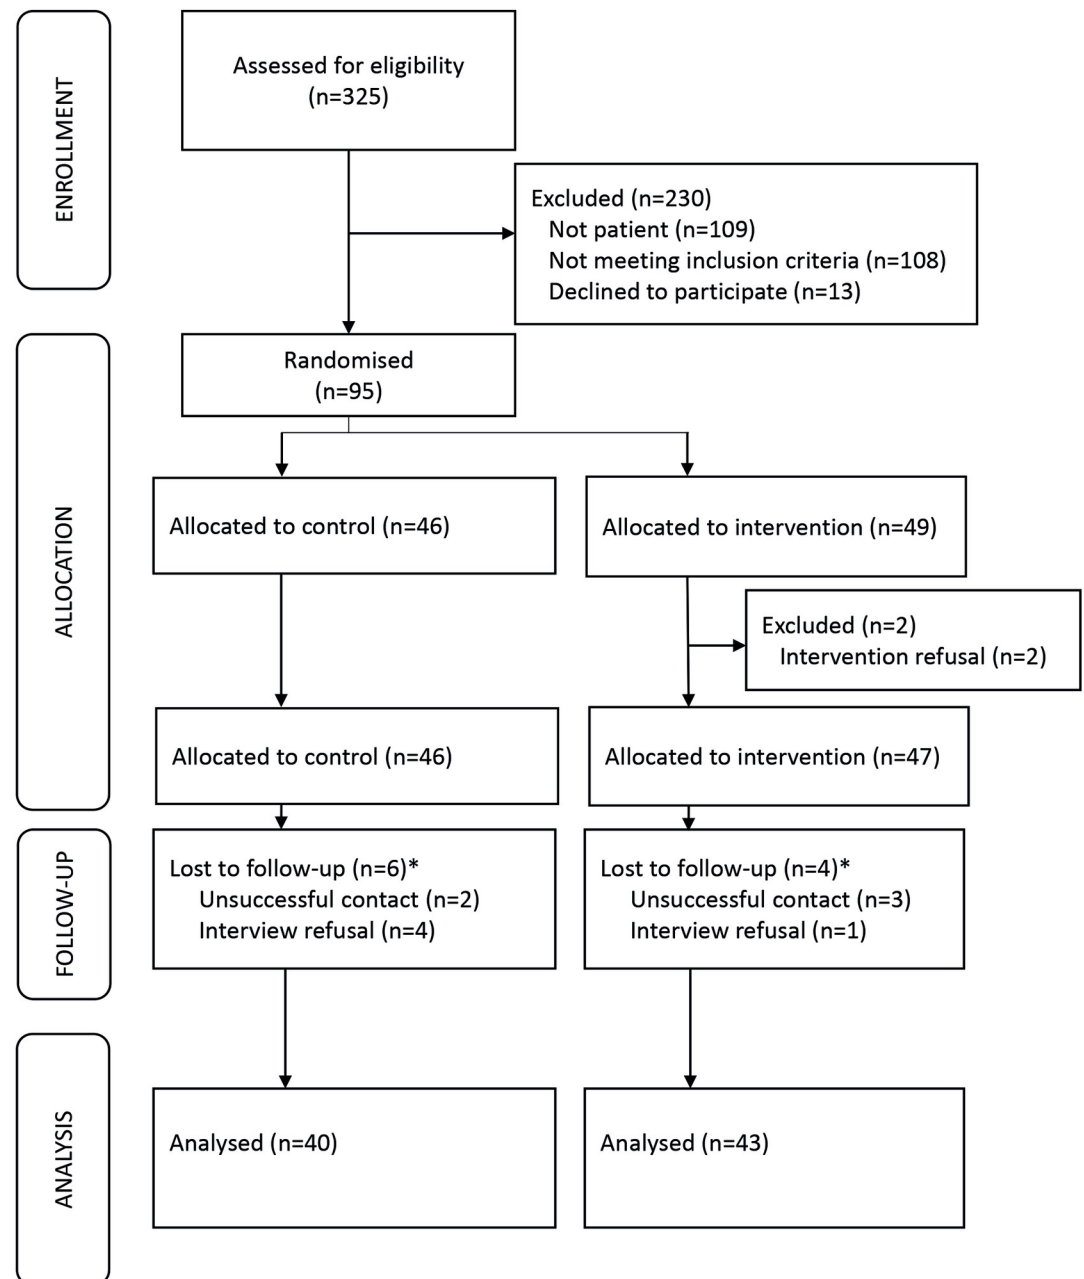 ENROLLMENT
Assessed for eligibility
(n=325)
Excluded (n=230)
Not patient (n=109)
Not meeting inclusion criteria (n=108)
Declined to participate (n=13)
ALLOCATION
Randomised
(n=95)
Allocated to control (n=46)
Allocated to intervention (n=49)
Excluded (n=2)
Intervention refusal (n=2)
Allocated to control (n=46)
Allocated to intervention (n=47)
FOLLOW-UP
Lost to follow-up (n=6)*
Unsuccessful contact (n=2)
Interview refusal (n=4)
Lost to follow-up (n=4)*
Unsuccessful contact (n=3)
Interview refusal (n=1)
ANALYSIS
Analysed (n=40)
Analysed (n=43)